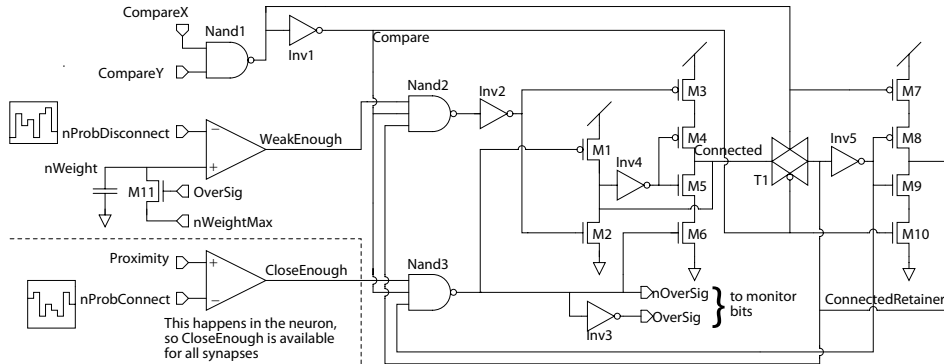 CompareX
Nand1
Inv1
Compare
CompareY
Nand2
Inv2
M3
M7
nProbDisconnect
−
WeakEnough
+
nWeight
M11
OverSig
nWeightMax
M1
M4
Inv4
Connected
M5
T1
Inv5
M8
M9
M2
M6
M10
Proximity
+
CloseEnough
Nand3
nProbConnect
−
nOverSig
OverSig
Inv3
} to monitor
bits
ConnectedRetainer
This happens in the neuron,
so CloseEnough is available
for all synapses